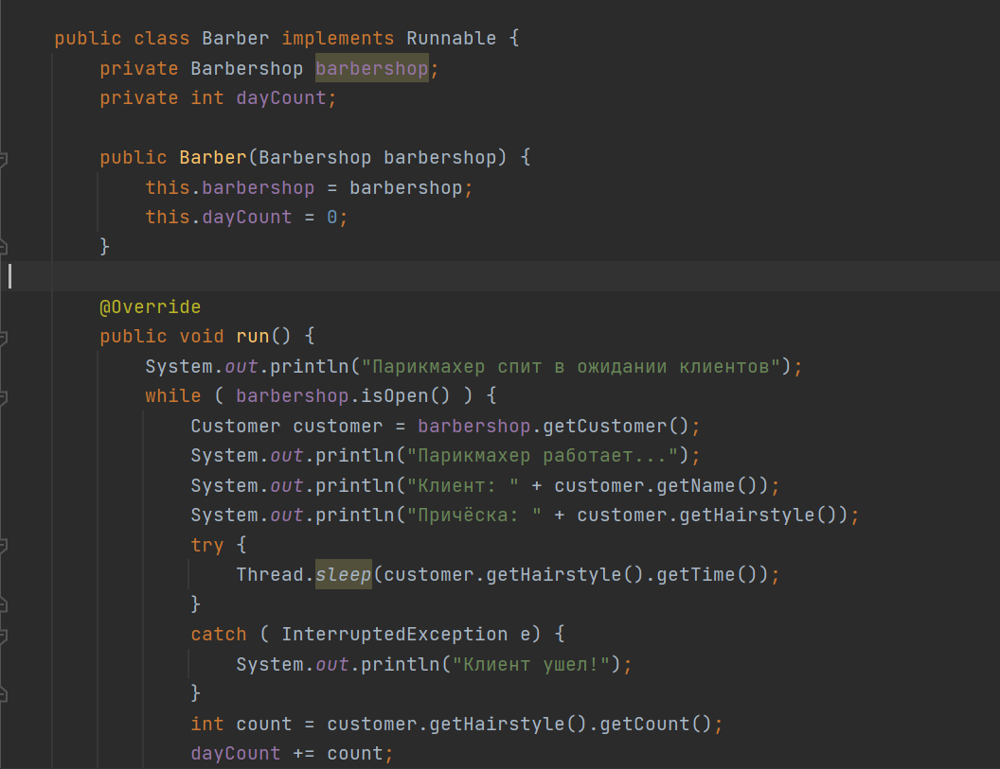 public class Barber implements Runnable {
private Barbershop barbershop;
private int dayCount;
public Barber(Barbershop barbershop) {
this.barbershop = barbershop;
this.dayCount = 0;
}
@Override
public void run() {
System.out.println("Парикмахер спит в ожидании клиентов");
while ( barbershop.isOpen() ) {
Customer customer = barbershop.getCustomer();
System.out.println("Парикмахер работает...");
System.out.println("Клиент: " + customer.getName());
System.out.println("Причёска: " + customer.getHairstyle());
try {
Thread.sleep(customer.getHairstyle().getTime());
}
catch ( InterruptedException e) {
System.out.println("Клиент ушел!");
}
int count = customer.getHairstyle().getCount();
dayCount += count;